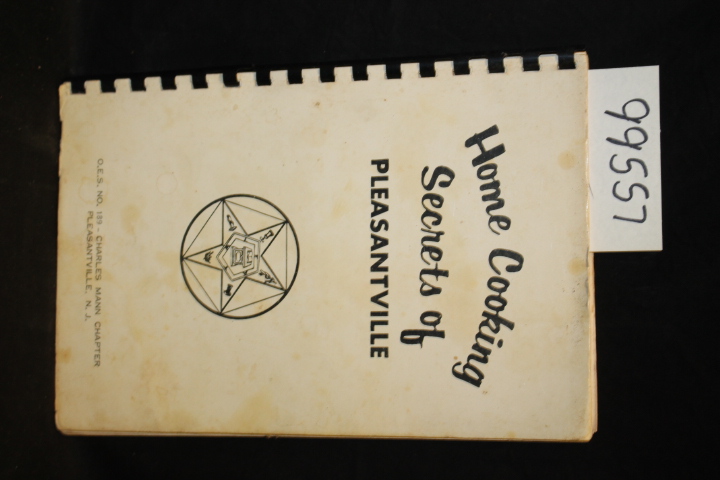 99557
Home Cooking
Secrets of
PLEASANTVILLE
O.E.S. NO. 159 - CHARLES MANN CHAPTER
PLEASANTVILLE, N. J.